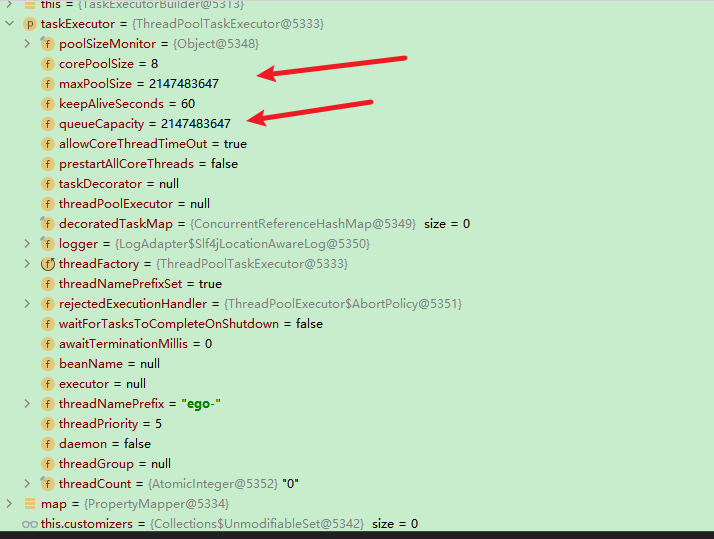 this = {TaskExecutorBuilder@5313}
taskExecutor = {ThreadPoolTaskExecutor@5333}
poolSizeMonitor = {Object@5348}
corePoolSize = 8
maxPoolSize = 2147483647
keepAliveSeconds = 60
queueCapacity = 2147483647
allowCoreThreadTimeOut = true
prestartAllCoreThreads = false
taskDecorator = null
threadPoolExecutor = null
decoratedTaskMap = {ConcurrentReferenceHashMap@5349} size = 0
logger = {LogAdapter$Slf4jLocationAwareLog@5350}
threadFactory = {ThreadPoolTaskExecutor@5333}
threadNamePrefixSet = true
rejectedExecutionHandler = {ThreadPoolExecutor$AbortPolicy@5351}
waitForTasksToCompleteOnShutdown = false
awaitTerminationMillis = 0
beanName = null
executor = null
threadNamePrefix = "ego-"
threadPriority = 5
daemon = false
threadGroup = null
threadCount = {AtomicInteger@5352} "0"
map = {PropertyMapper@5334}
this.customizers = {Collections$UnmodifiableSet@5342} size = 0